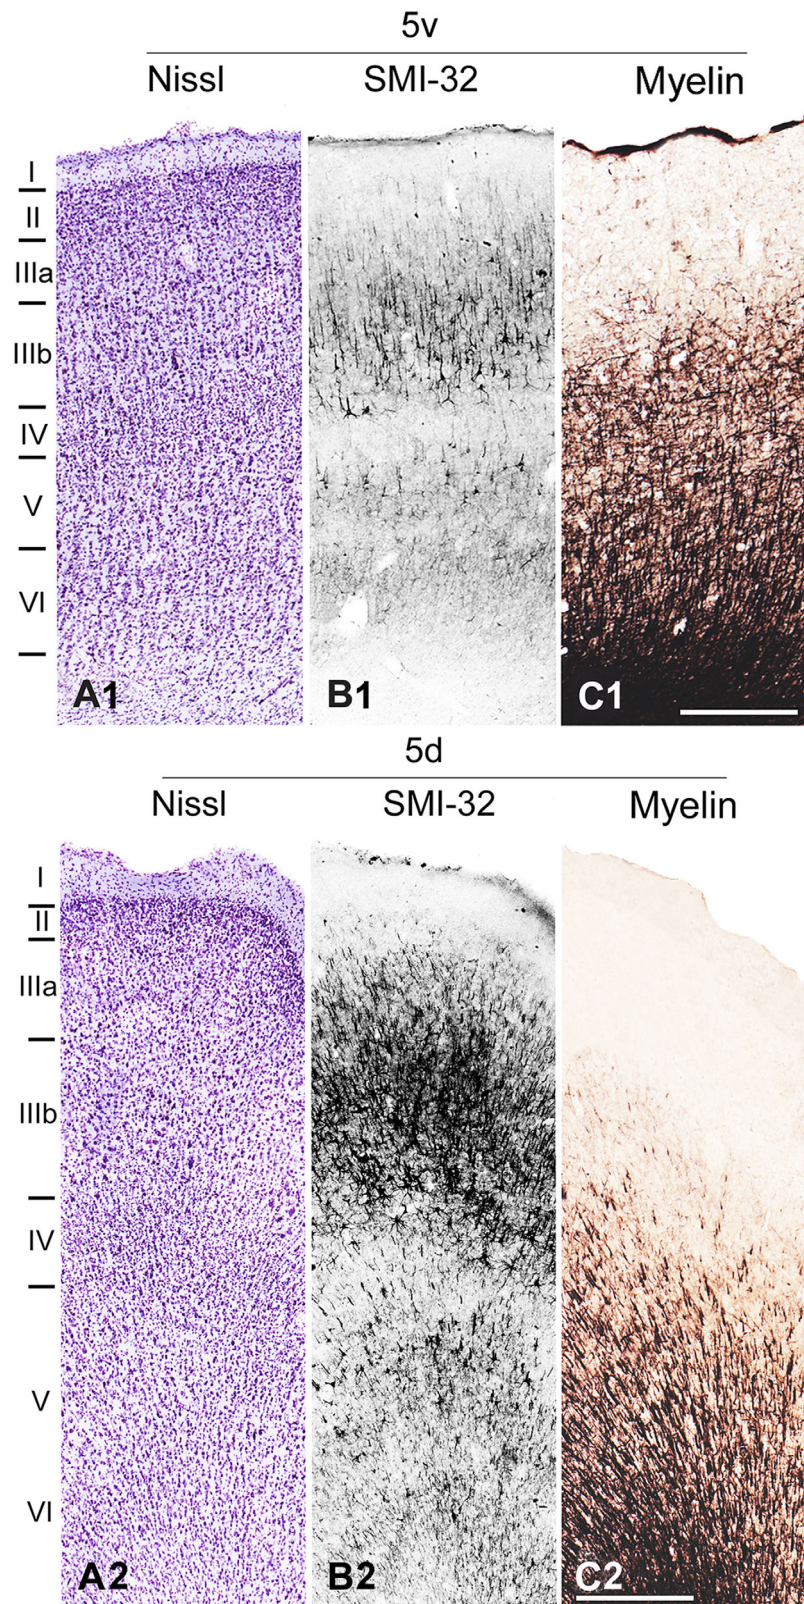 5v
Nissl SMI-32 Myelin
I
II
IIIa
IIIb
IV
V
VI
A1 B1 C1
5d
Nissl SMI-32 Myelin
I
II
IIIa
IIIb
IV
V
VI
A2 B2 C2